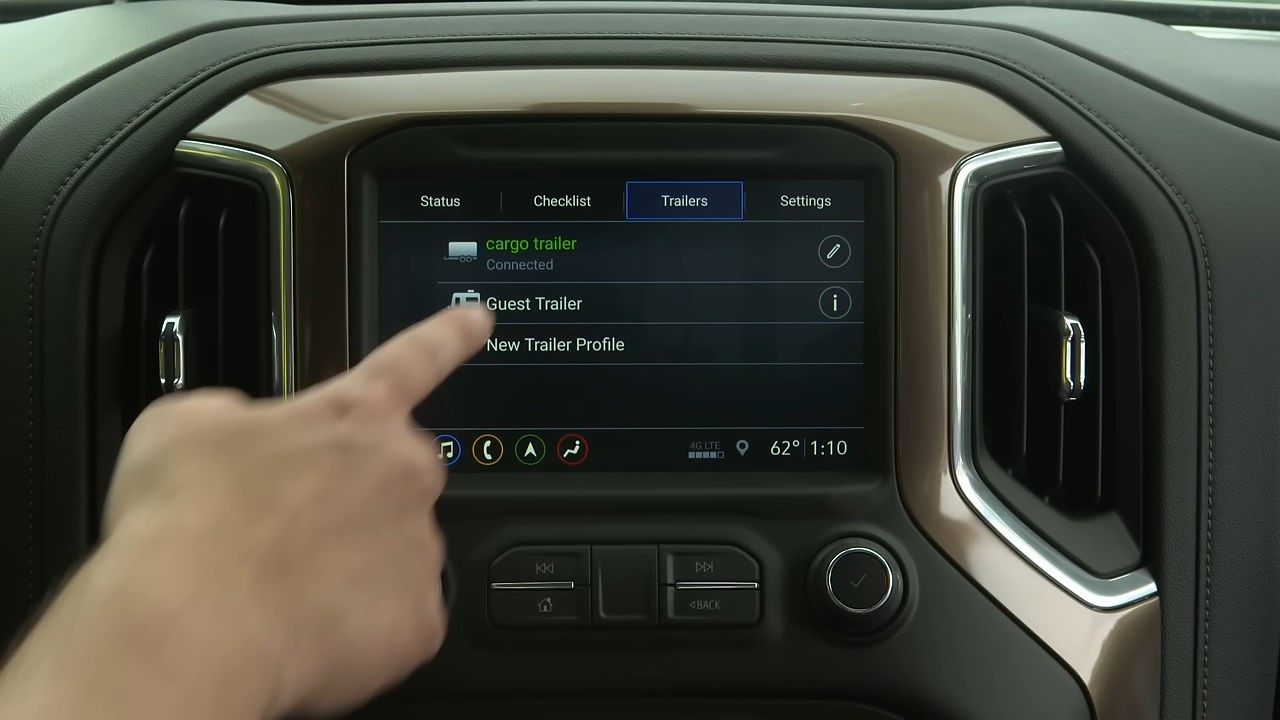 Status Checklist Trailers Settings
cargo trailer
Connected
Guest Trailer
New Trailer Profile
4G LTE 62° 1:10
BACK